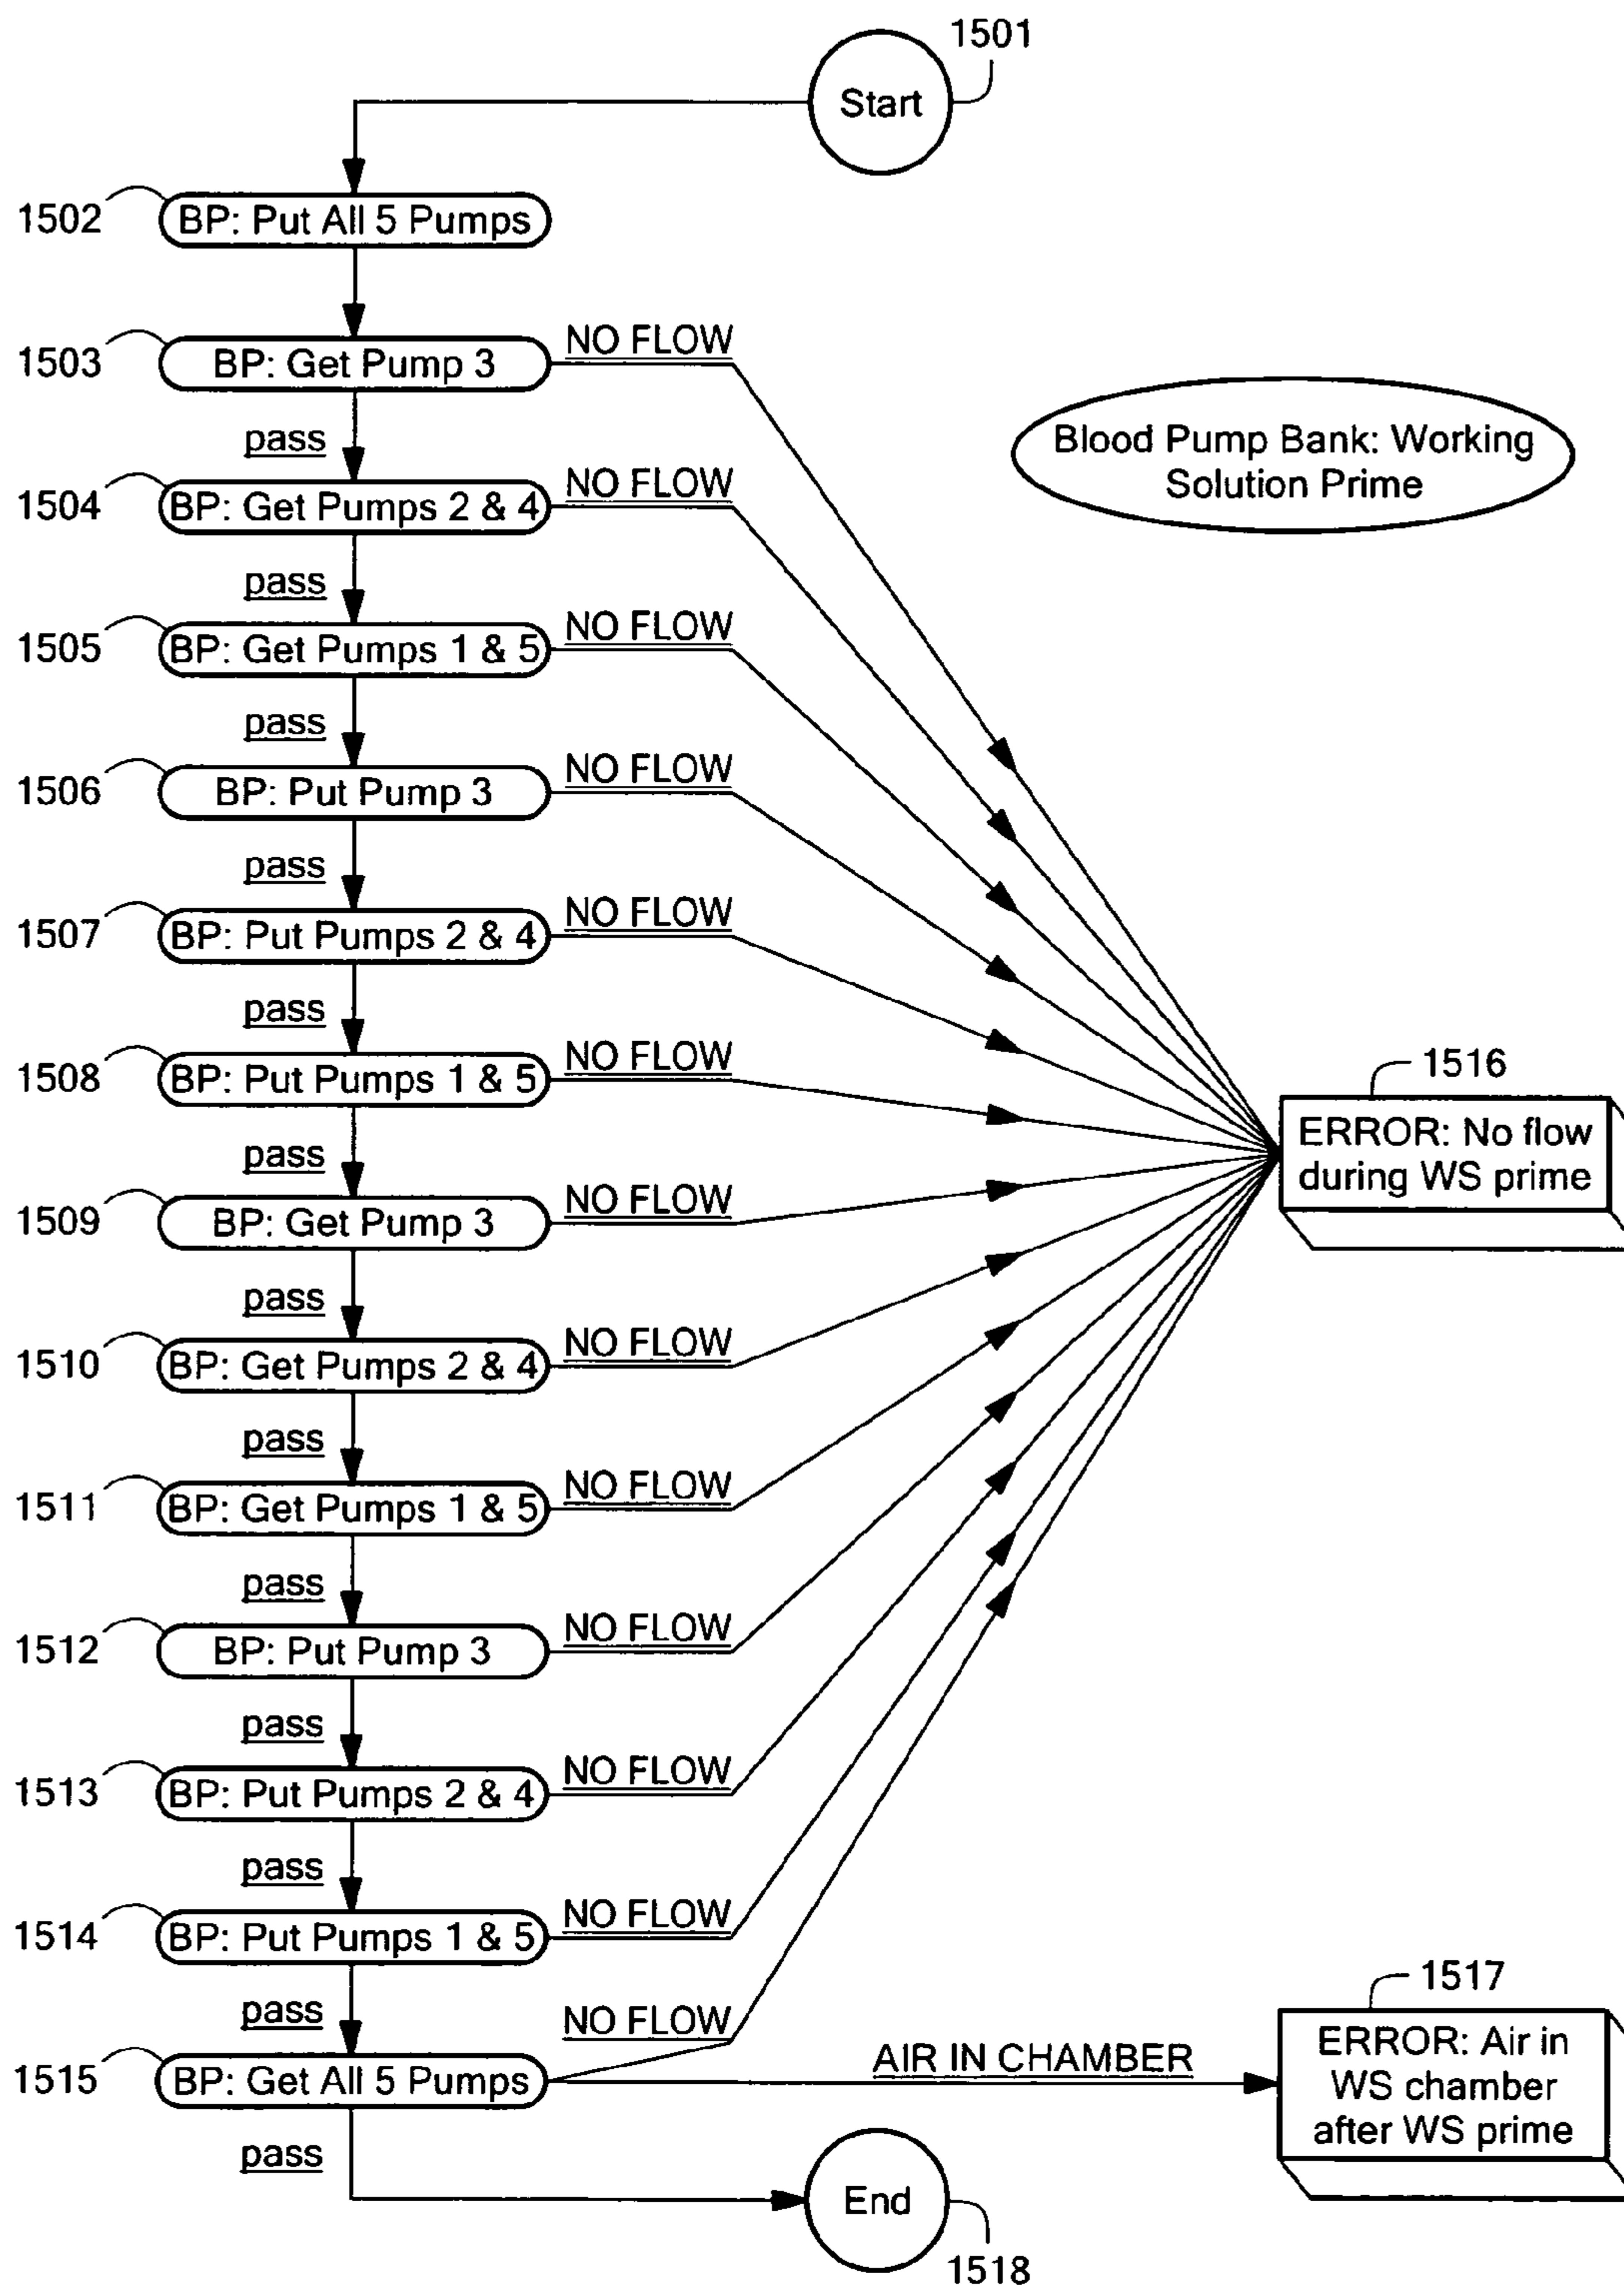 1501
Start
1502
BP: Put All 5 Pumps
1503
BP: Get Pump 3
NO FLOW
Blood Pump Bank: Working
Solution Prime
pass
1504
BP: Get Pumps 2 & 4
NO FLOW
pass
1505
BP: Get Pumps 1 & 5
NO FLOW
pass
1506
BP: Put Pump 3
NO FLOW
pass
1507
BP: Put Pumps 2 & 4
NO FLOW
pass
1508
BP: Put Pumps 1 & 5
NO FLOW
1516
ERROR: No flow
during WS prime
pass
1509
BP: Get Pump 3
NO FLOW
pass
1510
BP: Get Pumps 2 & 4
NO FLOW
pass
1511
BP: Get Pumps 1 & 5
NO FLOW
pass
1512
BP: Put Pump 3
NO FLOW
pass
1513
BP: Put Pumps 2 & 4
NO FLOW
pass
1514
BP: Put Pumps 1 & 5
NO FLOW
pass
1515
BP: Get All 5 Pumps
NO FLOW
AIR IN CHAMBER
1517
ERROR: Air in
WS chamber
after WS prime
pass
End
1518